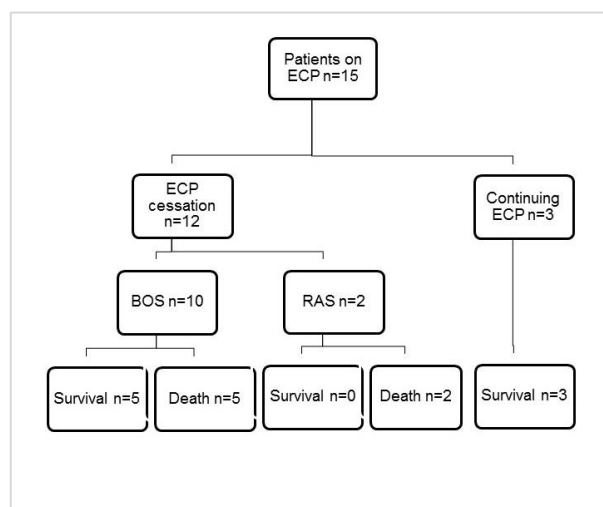 Patients on
ECP n=15
ECP
cessation
n=12
Continuing
ECP n=3
BOS n=10
RAS n=2
Survival n=5
Death n=5
Survival n=0
Death n=2
Survival n=3